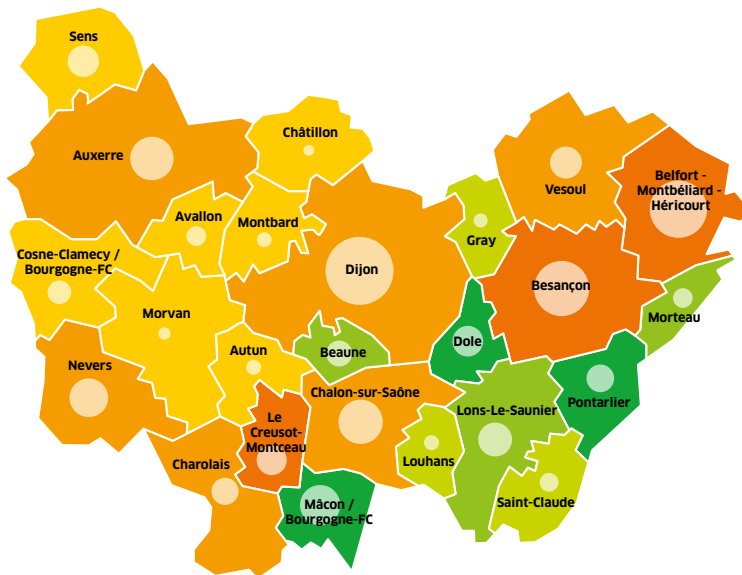 Sens
Châtillon
Auxerre
Vesoul
Belfort -
Montbéliard -
Héricourt
Avallon
Montbard
Gray
Cosne-Clamecy /
Bourgogne-FC
Dijon
Besançon
Morvan
Morteau
Autun
Beaune
Dole
Nevers
Chalon-sur-Saône
Pontarlier
Lons-Le-Saunier
Le
Creusot-
Montceau
Charolais
Louhans
Mâcon /
Bourgogne-FC
Saint-Claude